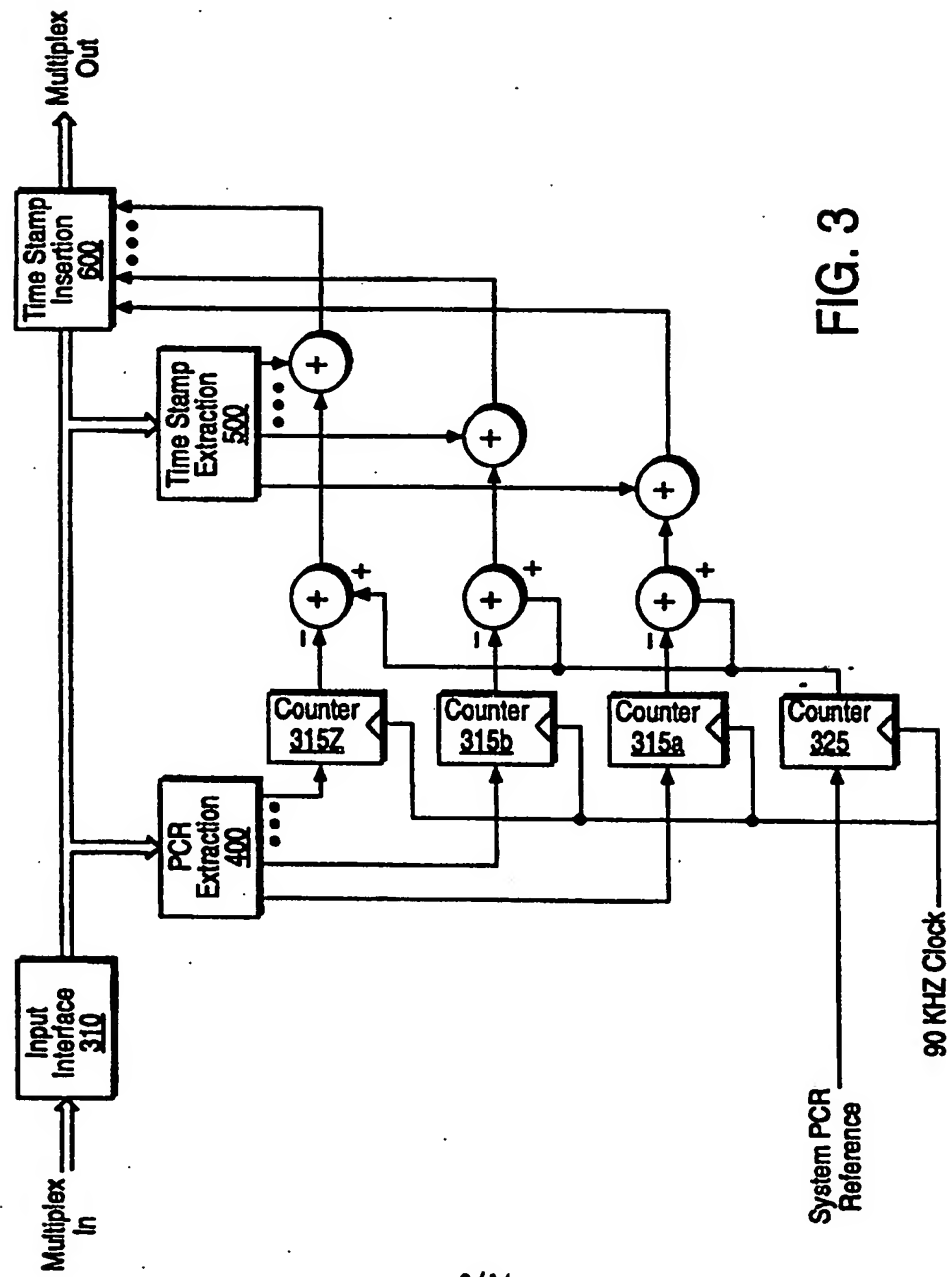 Multiplex
In
Input
Interface
310
PCR
Extraction
400
Time Stamp
Extraction
500
Time Stamp
Insertion
600
Multiplex
Out
Counter
315Z
Counter
315b
Counter
315a
Counter
325
−
+
+
+
−
+
+
+
−
+
+
+
System PCR
Reference
90 KHZ Clock
FIG. 3